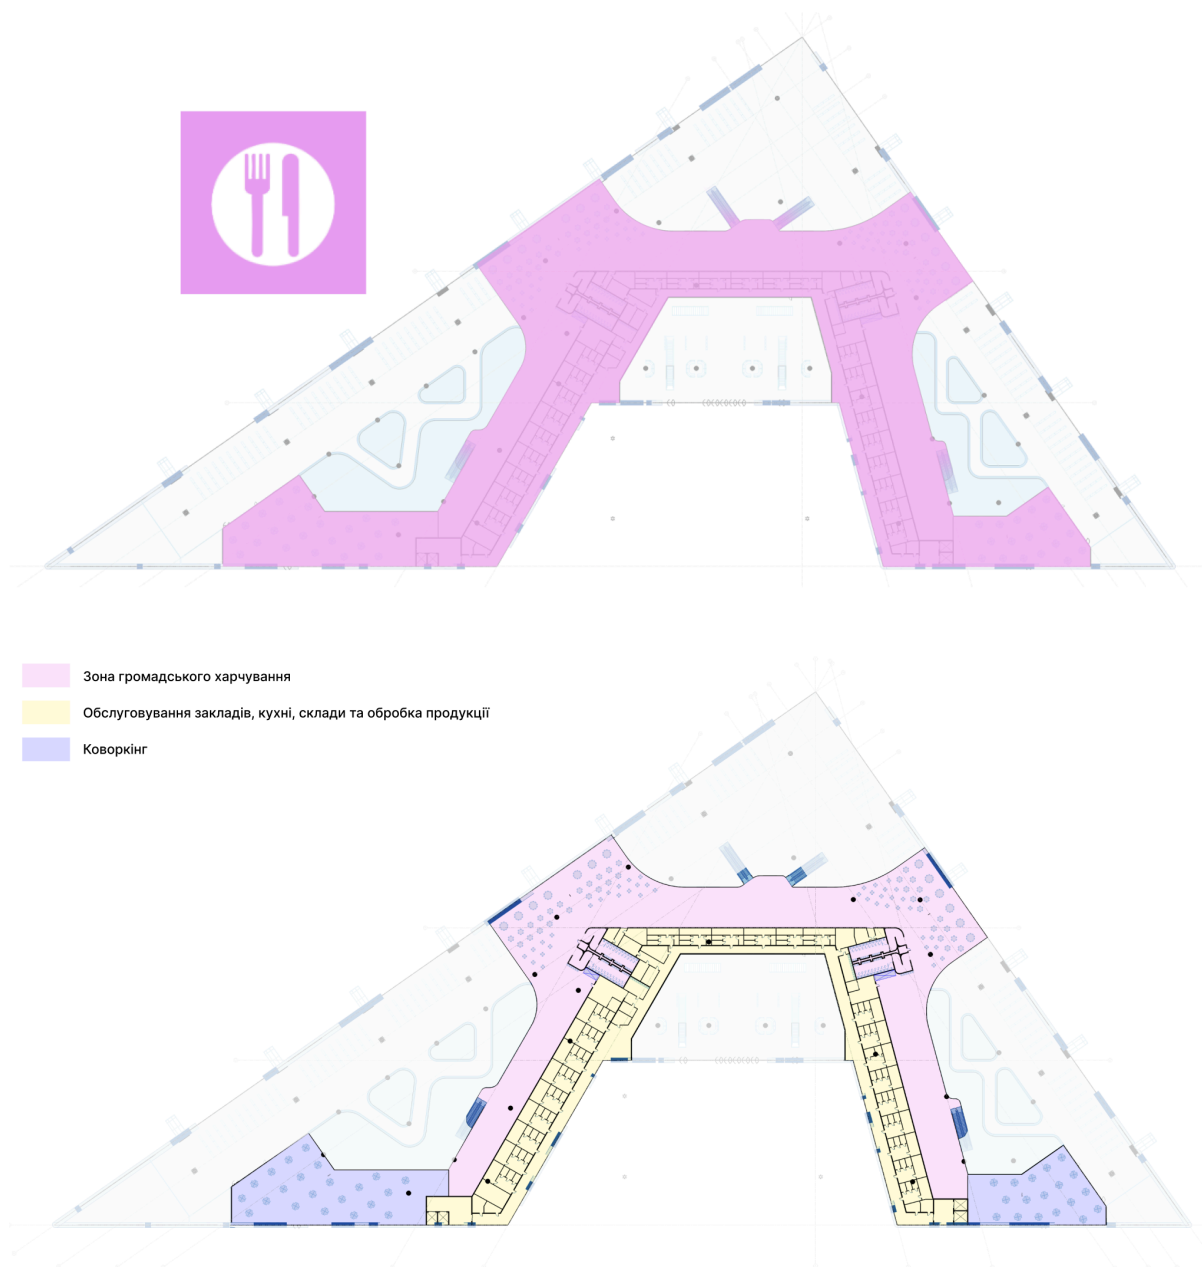 Зона громадського харчування
Обслуговування закладів, кухні, склади та обробка продукції
Коворкінг